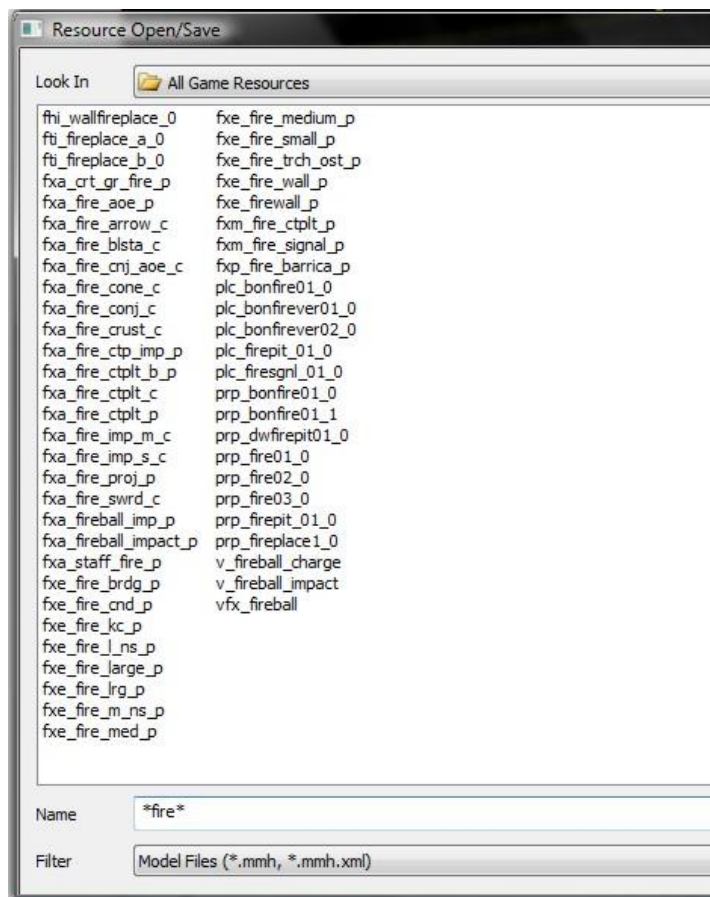 Resource Open/Save
Look In
All Game Resources
fhi_wallfireplace_0
fti_fireplace_a_0
fti_fireplace_b_0
fxa_crt_gr_fire_p
fxa_fire_aoe_p
fxa_fire_arrow_c
fxa_fire_blsta_c
fxa_fire_cnj_aoe_c
fxa_fire_cone_c
fxa_fire_conj_c
fxa_fire_crust_c
fxa_fire_ctp_imp_p
fxa_fire_ctplt_b_p
fxa_fire_ctplt_c
fxa_fire_ctplt_p
fxa_fire_imp_m_c
fxa_fire_imp_s_c
fxa_fire_proj_p
fxa_fire_swrd_c
fxa_fireball_imp_p
fxa_fireball_impact_p
fxa_staff_fire_p
fxe_fire_brdg_p
fxe_fire_cnd_p
fxe_fire_kc_p
fxe_fire_l_ns_p
fxe_fire_large_p
fxe_fire_lrg_p
fxe_fire_m_ns_p
fxe_fire_med_p
fxe_fire_medium_p
fxe_fire_small_p
fxe_fire_trch_ost_p
fxe_fire_wall_p
fxe_firewall_p
fxm_fire_ctplt_p
fxm_fire_signal_p
fxp_fire_barrica_p
plc_bonfire01_0
plc_bonfirever01_0
plc_bonfirever02_0
plc_firepit_01_0
plc_firesgnl_01_0
prp_bonfire01_0
prp_bonfire01_1
prp_dwfirepit01_0
prp_fire01_0
prp_fire02_0
prp_fire03_0
prp_firepit_01_0
prp_fireplace1_0
v_fireball_charge
v_fireball_impact
vfx_fireball
Name
*fire*
Filter
Model Files (*.mmh, *.mmh.xml)